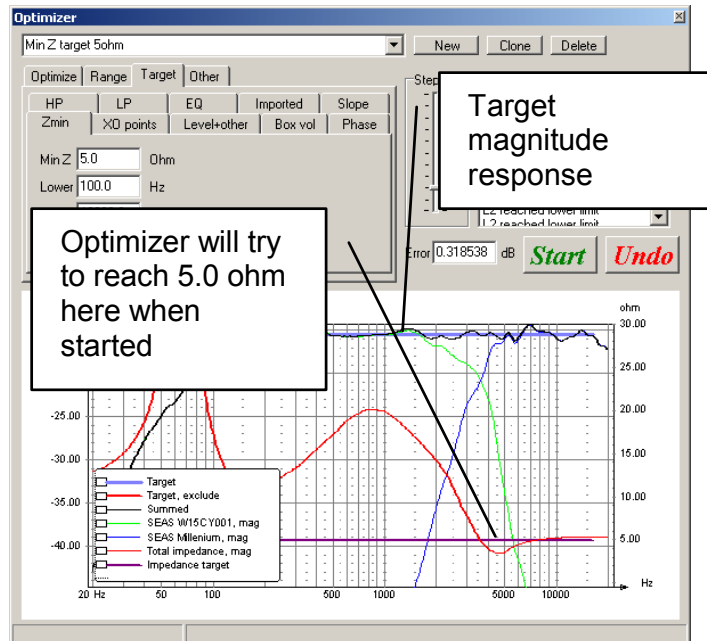 Optimizer
Min Z target 5ohm
New Clone Delete
Optimize Range Target Other
HP LP EQ Imported Slope
Zmin XO points Level+other Box vol Phase
Min Z 5.0 Ohm
Lower 100.0 Hz
Step
Target
magnitude
response
L2 reached lower limit
L2 reached lower limit
Error 0.318538 dB Start Undo
Optimizer will try
to reach 5.0 ohm
here when
started
ohm
30.00
25.00
-25.00 20.00
-30.00 15.00
-35.00 10.00
-40.00 5.00
Target
Target, exclude
Summed
SEAS W15CY001, mag
SEAS Millenium, mag
Total impedance, mag
Impedance target
20 Hz 50 100 500 1000 5000 10000 Hz